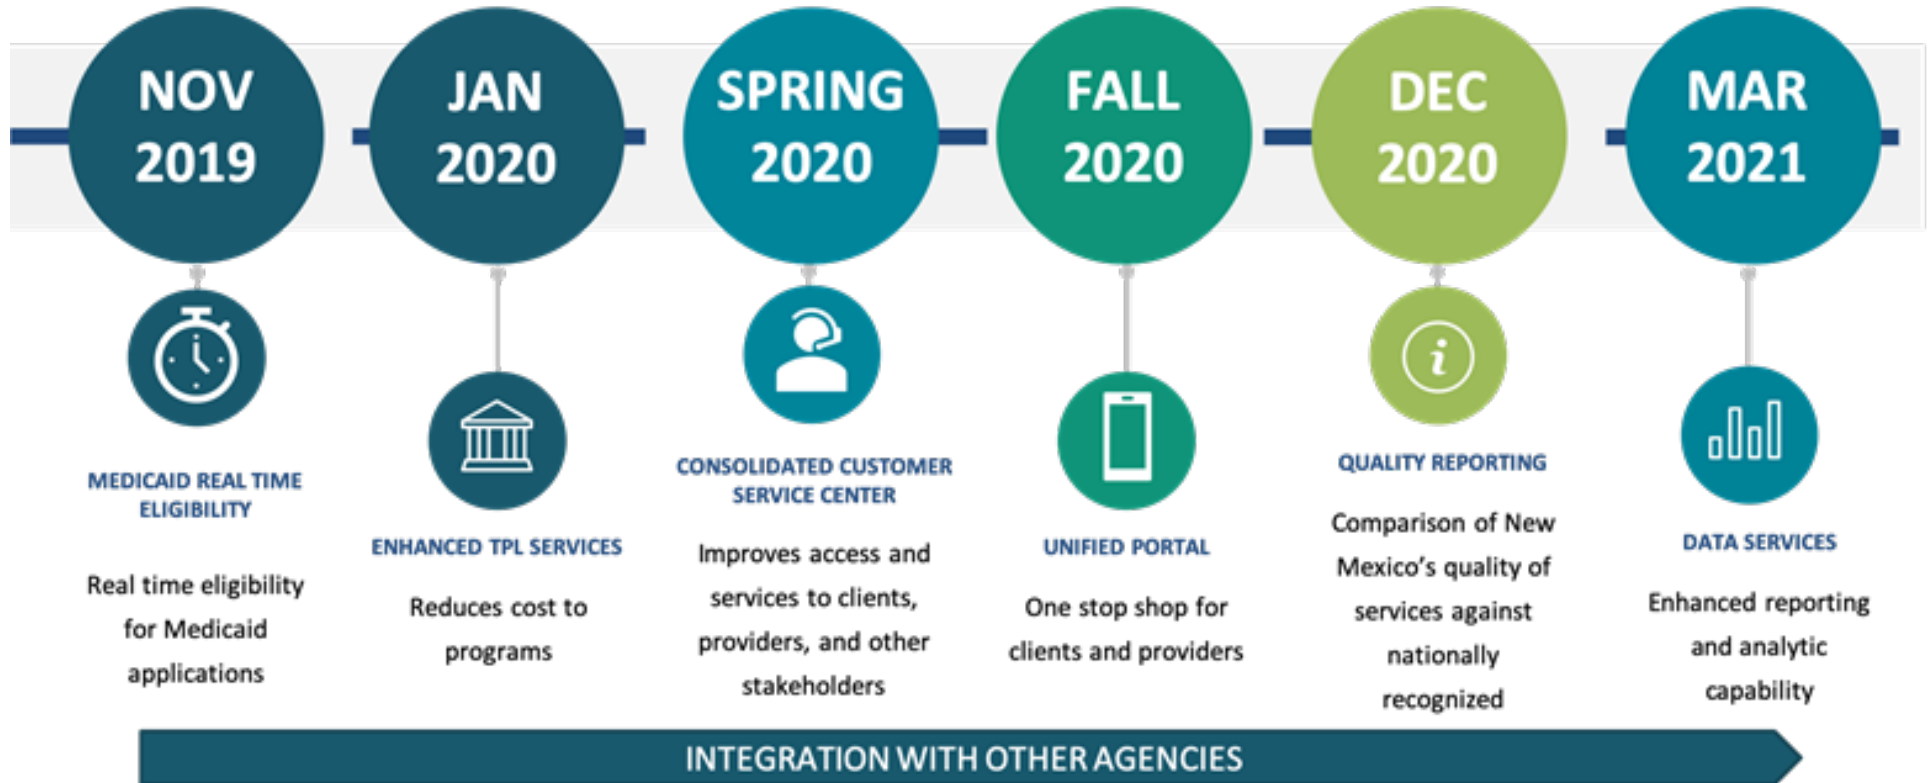 NOV
2019
JAN
2020
SPRING
2020
FALL
2020
DEC
2020
MAR
2021
MEDICAID REAL TIME
ELIGIBILITY
Real time eligibility
for Medicaid
applications
ENHANCED TPL SERVICES
Reduces cost to
programs
CONSOLIDATED CUSTOMER
SERVICE CENTER
Improves access and
services to clients,
providers, and other
stakeholders
UNIFIED PORTAL
One stop shop for
clients and providers
i
QUALITY REPORTING
Comparison of New
Mexico’s quality of
services against
nationally
recognized
DATA SERVICES
Enhanced reporting
and analytic
capability
INTEGRATION WITH OTHER AGENCIES